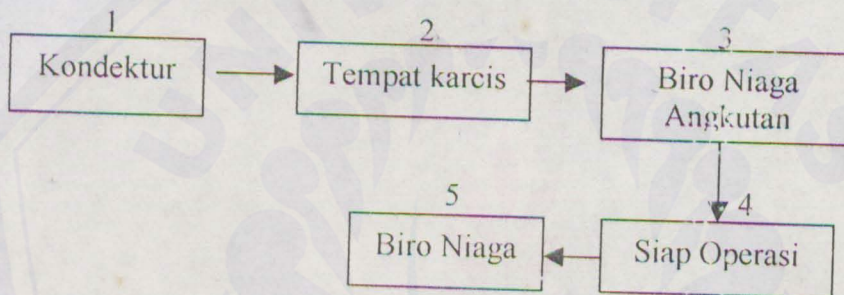 1
Kondektur
2
Tempat karcis
3
Biro Niaga
Angkutan
4
Siap Operasi
5
Biro Niaga